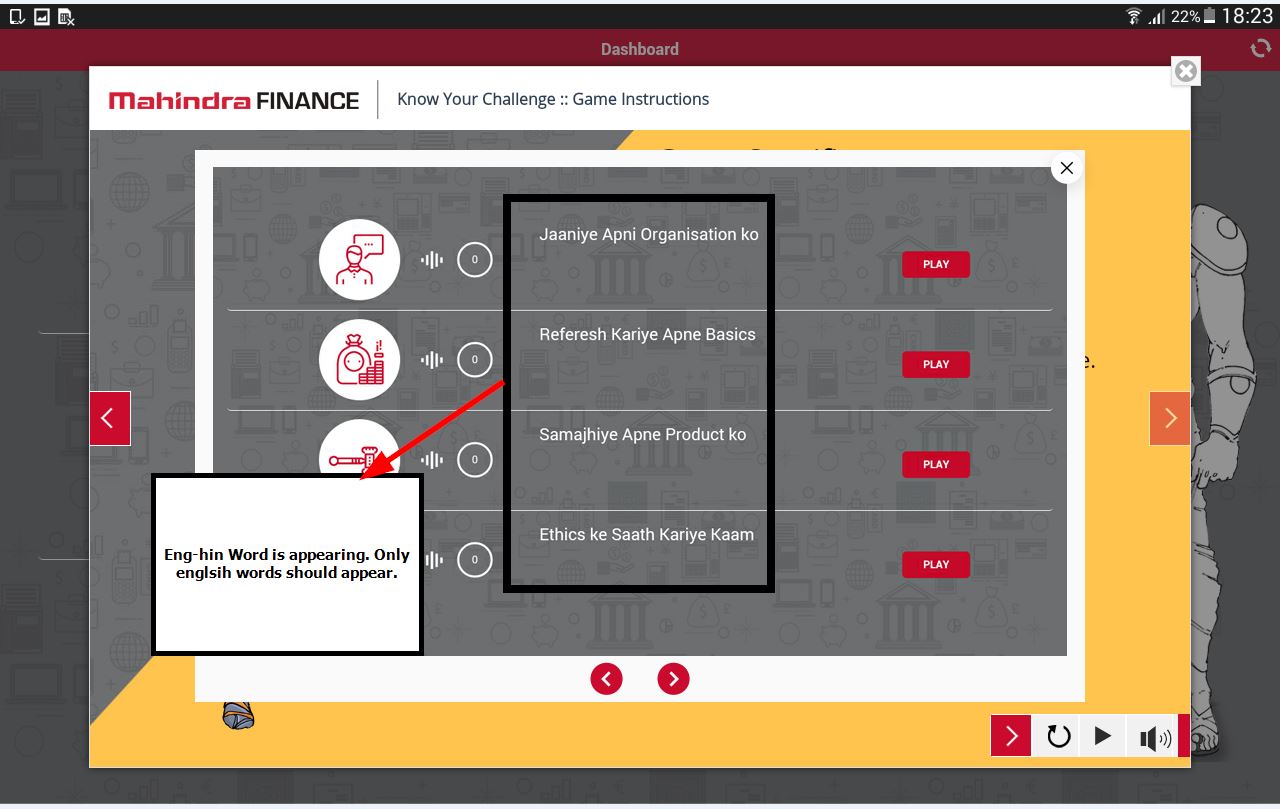 22% 18:23
Dashboard
Mahindra FINANCE Know Your Challenge :: Game Instructions
Jaaniye Apni Organisation ko
0
PLAY
Referesh Kariye Apne Basics
0
PLAY
e.
Samajhiye Apne Product ko
0
PLAY
Ethics ke Saath Kariye Kaam
0
PLAY
Eng-hin Word is appearing. Only
englsih words should appear.